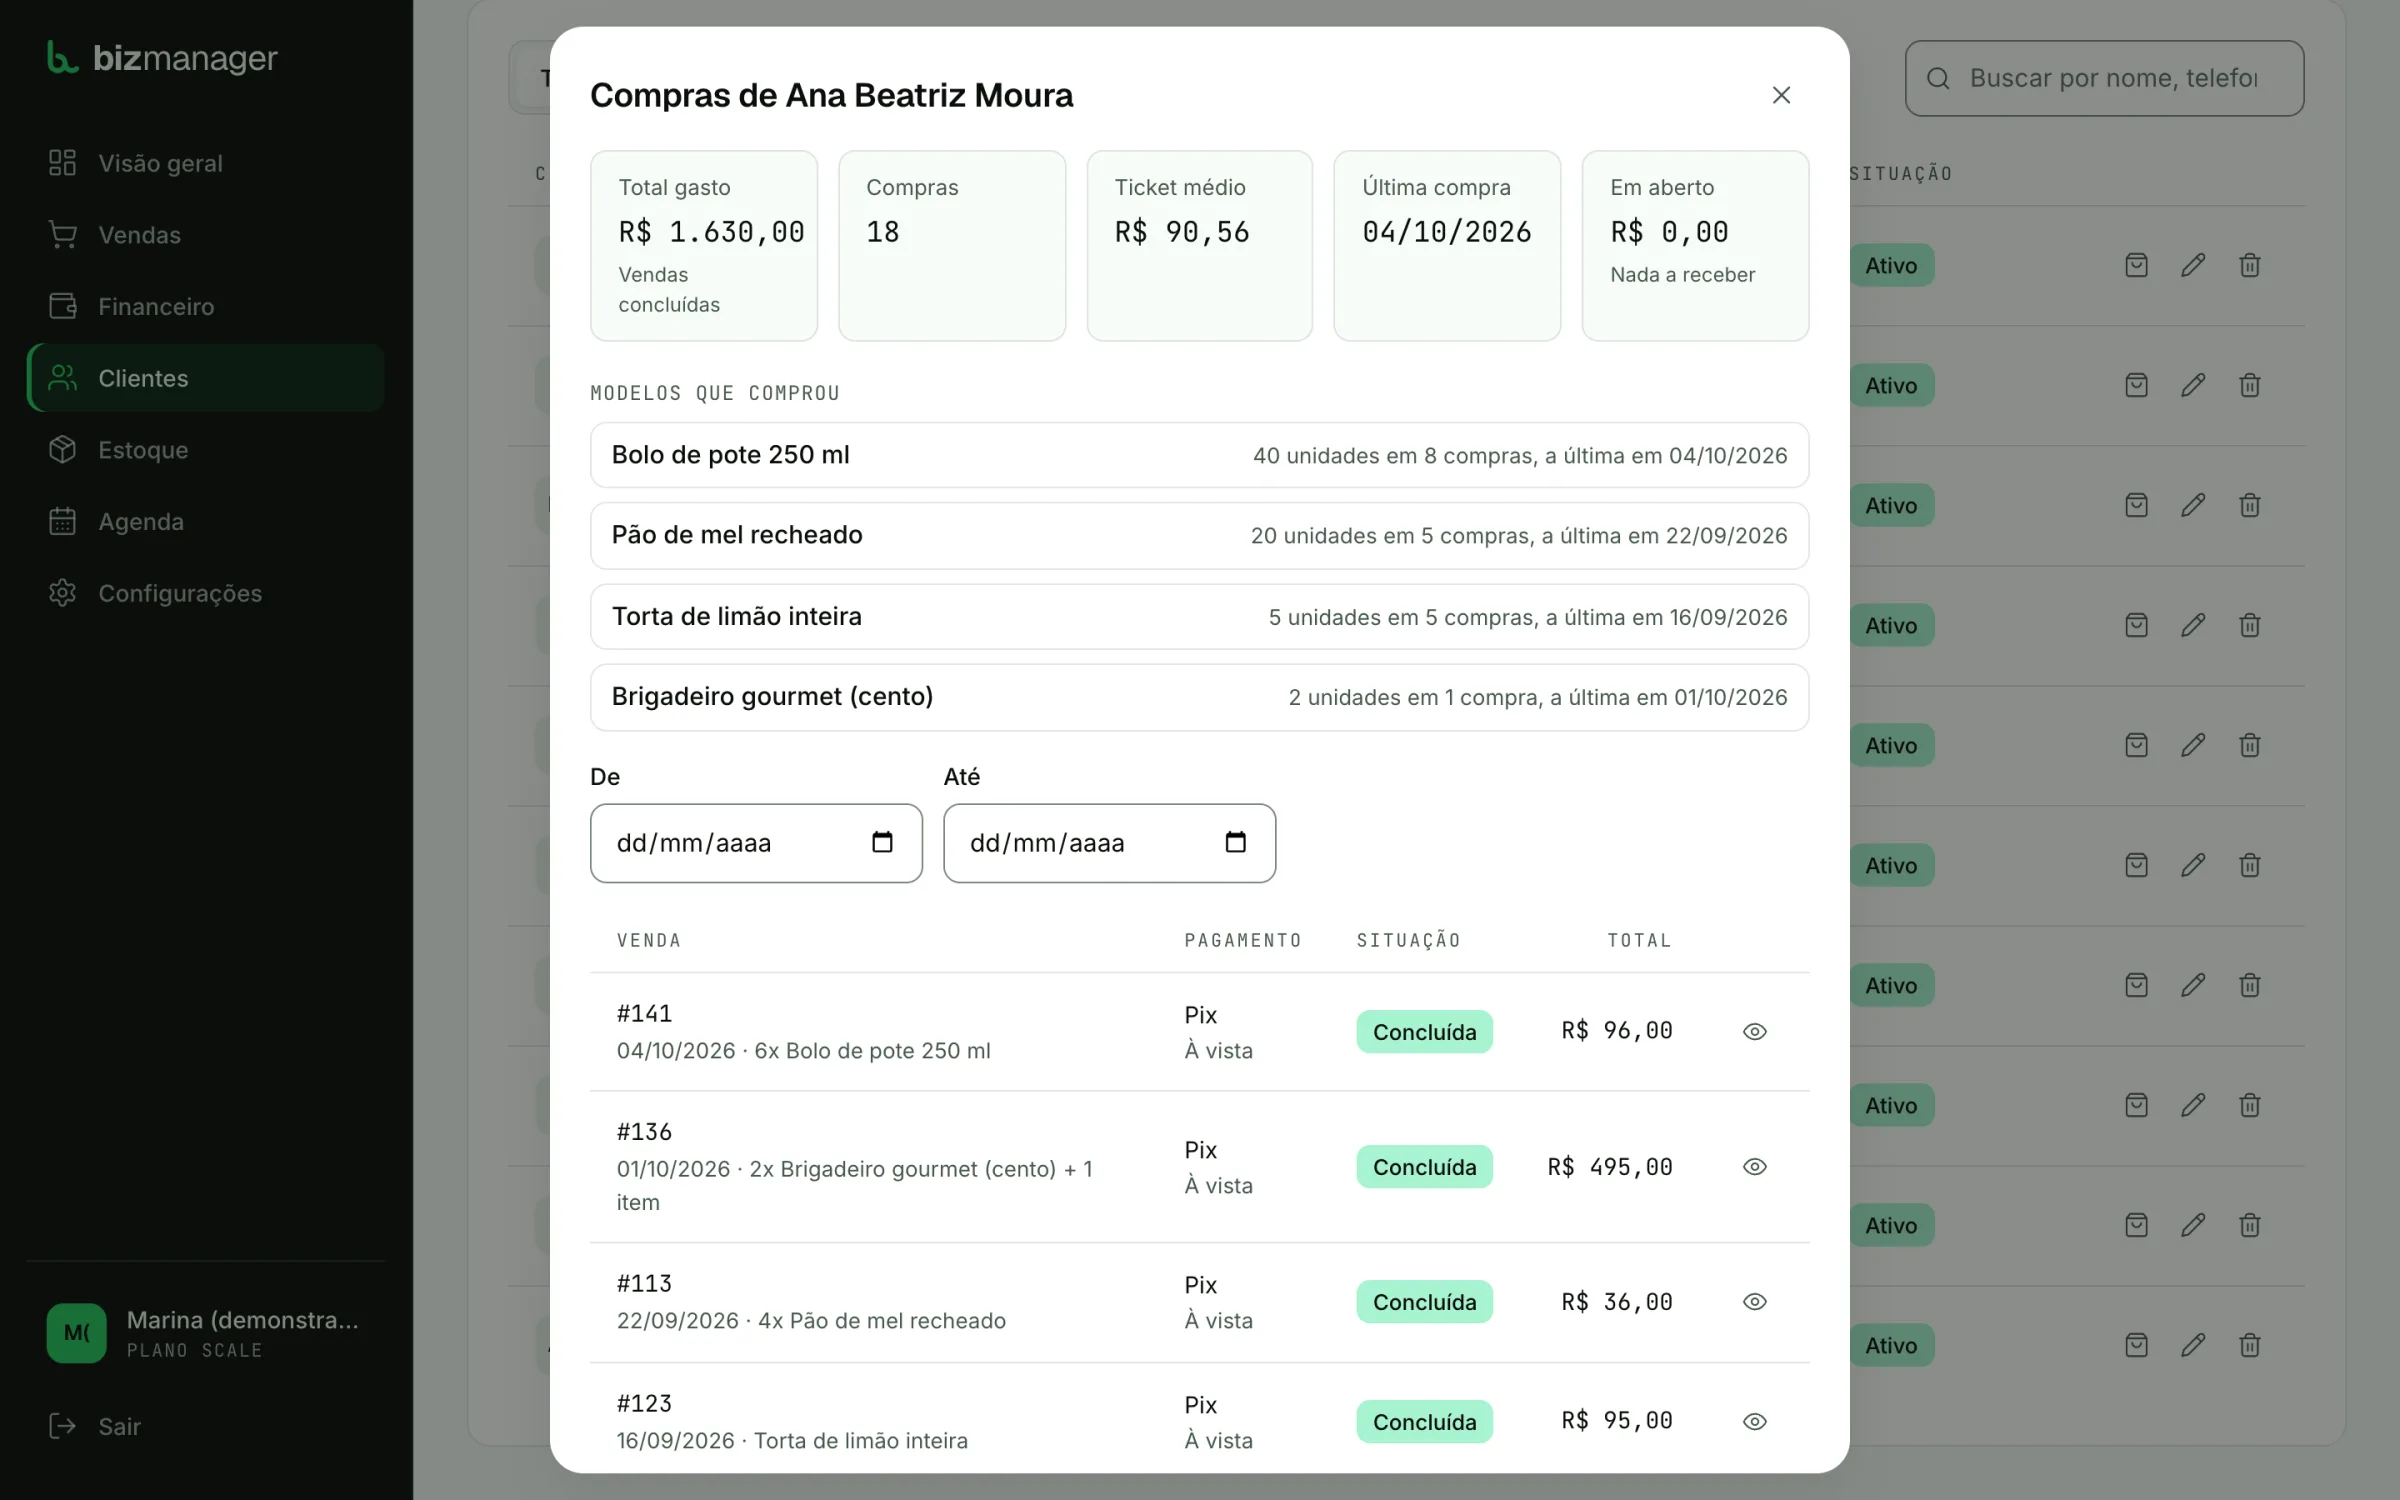 bizmanager
Visão geral
Vendas
Financeiro
Clientes
Estoque
Agenda
Configurações
Marina (demonstra...
M(
PLANO SCALE
Sair
Buscar por nome, telefo
SITUAÇÃO
Ativo
Ativo
Ativo
Ativo
Ativo
Ativo
Ativo
Ativo
Ativo
Ativo
Compras de Ana Beatriz Moura
Total gasto
R$ 1.630,00
Vendas
concluídas
Compras
18
Ticket médio
R$ 90,56
Última compra
04/10/2026
Em aberto
R$ 0,00
Nada a receber
MODELOS QUE COMPROU
Bolo de pote 250 ml 40 unidades em 8 compras, a última em 04/10/2026
Pão de mel recheado 20 unidades em 5 compras, a última em 22/09/2026
Torta de limão inteira 5 unidades em 5 compras, a última em 16/09/2026
Brigadeiro gourmet (cento) 2 unidades em 1 compra, a última em 01/10/2026
De Até
dd/mm/aaaa dd/mm/aaaa
VENDA PAGAMENTO SITUAÇÃO TOTAL
#141
04/10/2026 · 6x Bolo de pote 250 ml
Pix
À vista
Concluída
R$ 96,00
#136
01/10/2026 · 2x Brigadeiro gourmet (cento) + 1
item
Pix
À vista
Concluída
R$ 495,00
#113
22/09/2026 · 4x Pão de mel recheado
Pix
À vista
Concluída
R$ 36,00
#123
16/09/2026 · Torta de limão inteira
Pix
À vista
Concluída
R$ 95,00